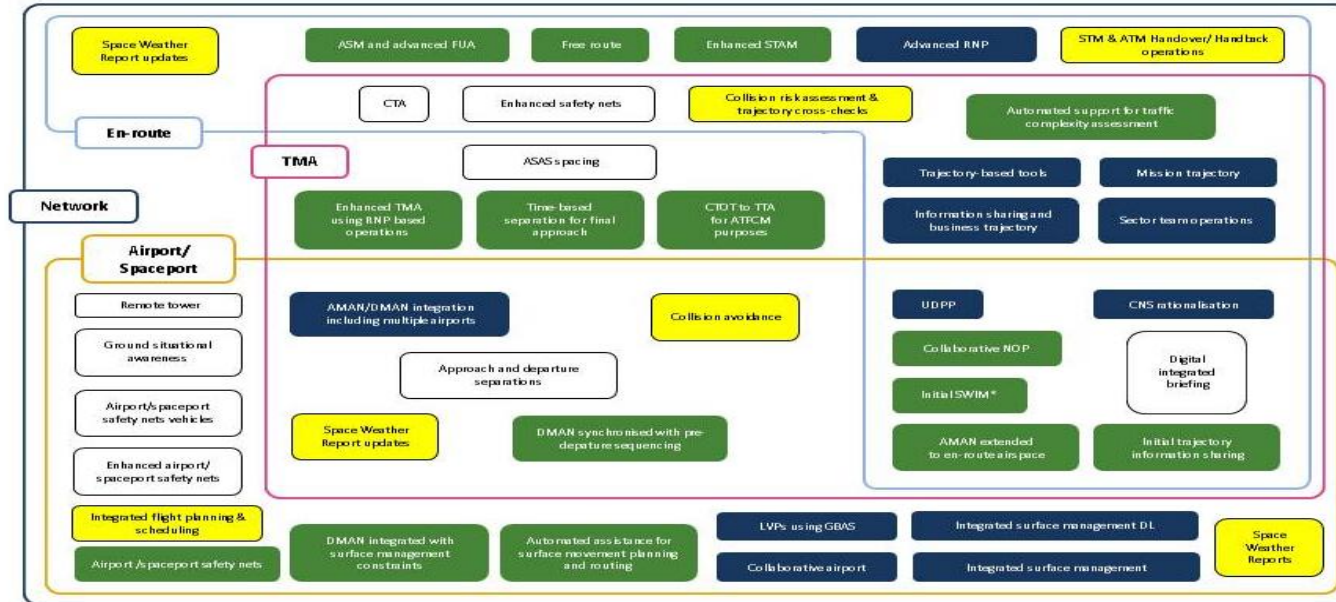 Space Weather
Report updates
ASM and advanced FUA
Free route
Enhanced STAM
Advanced RNP
STM & ATM Handover/ Handback
operations
CTA
Enhanced safety nets
Collision risk assessment &
trajectory cross-checks
Automated support for traffic
complexity assessment
En-route
TMA
ASAS spacing
Trajectory-based tools
Mission trajectory
Network
Enhanced TMA
using RNP based
operations
Time-based
separation for final
approach
CTOT to TTA
for ATFCM
purposes
Information sharing and
business trajectory
Sector team operations
Airport/
Spaceport
Remote tower
AMAN/DMAN integration
including multiple airports
Collision avoidance
UDPP
CNS rationalisation
Ground situational
awareness
Collaborative NOP
Digital
integrated
briefing
Approach and departure
separations
Airport/spaceport
safety nets vehicles
Initial SWIM*
Space Weather
Report updates
DMAN synchronised with pre-
depature sequencing
AMAN extended
to en-route airspace
Initial trajectory
information sharing
Enhanced airport/
spaceport safety nets
Integrated flight planning &
scheduling
DMAN integrated with
surface management
constraints
Automated assistance for
surface movement planning
and routing
LVPs using GBAS
Integrated surface management DL
Space
Weather
Reports
Airport /spaceport safety nets
Collaborative airport
Integrated surface management